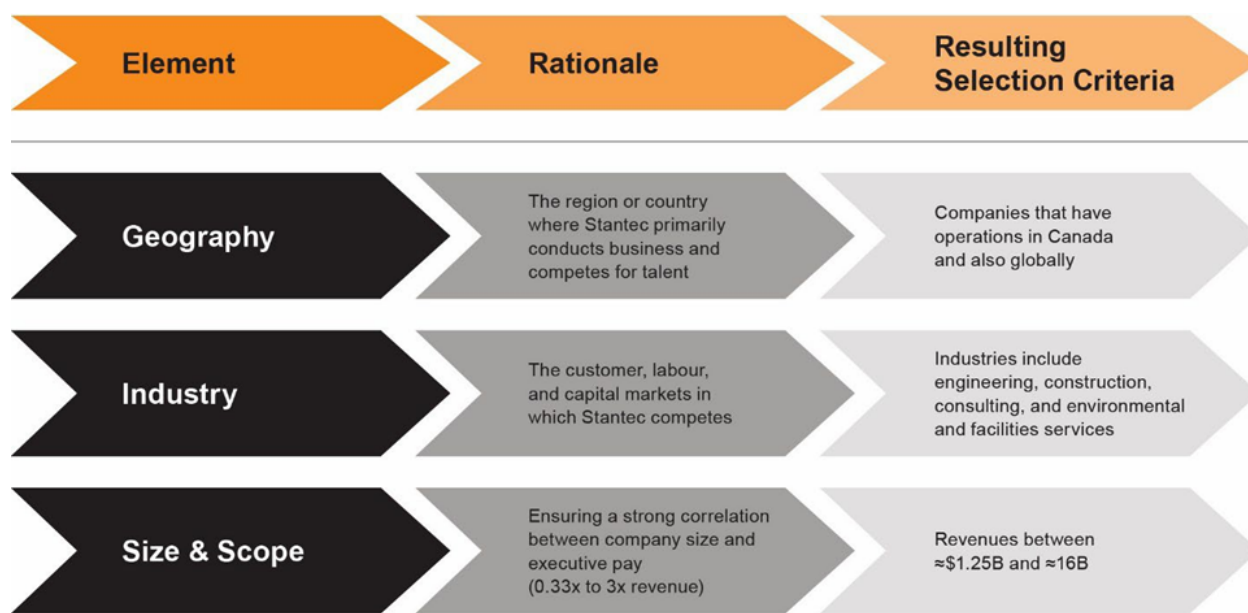 Element
Rationale
Resulting
Selection Criteria
Geography
The region or country
where Stantec primarily
conducts business and
competes for talent
Companies that have
operations in Canada
and also globally
Industry
The customer, labour,
and capital markets in
which Stantec competes
Industries include
engineering, construction,
consulting, and environmental
and facilities services
Size & Scope
Ensuring a strong correlation
between company size and
executive pay
(0.33x to 3x revenue)
Revenues between
≈$1.25B and ≈16B